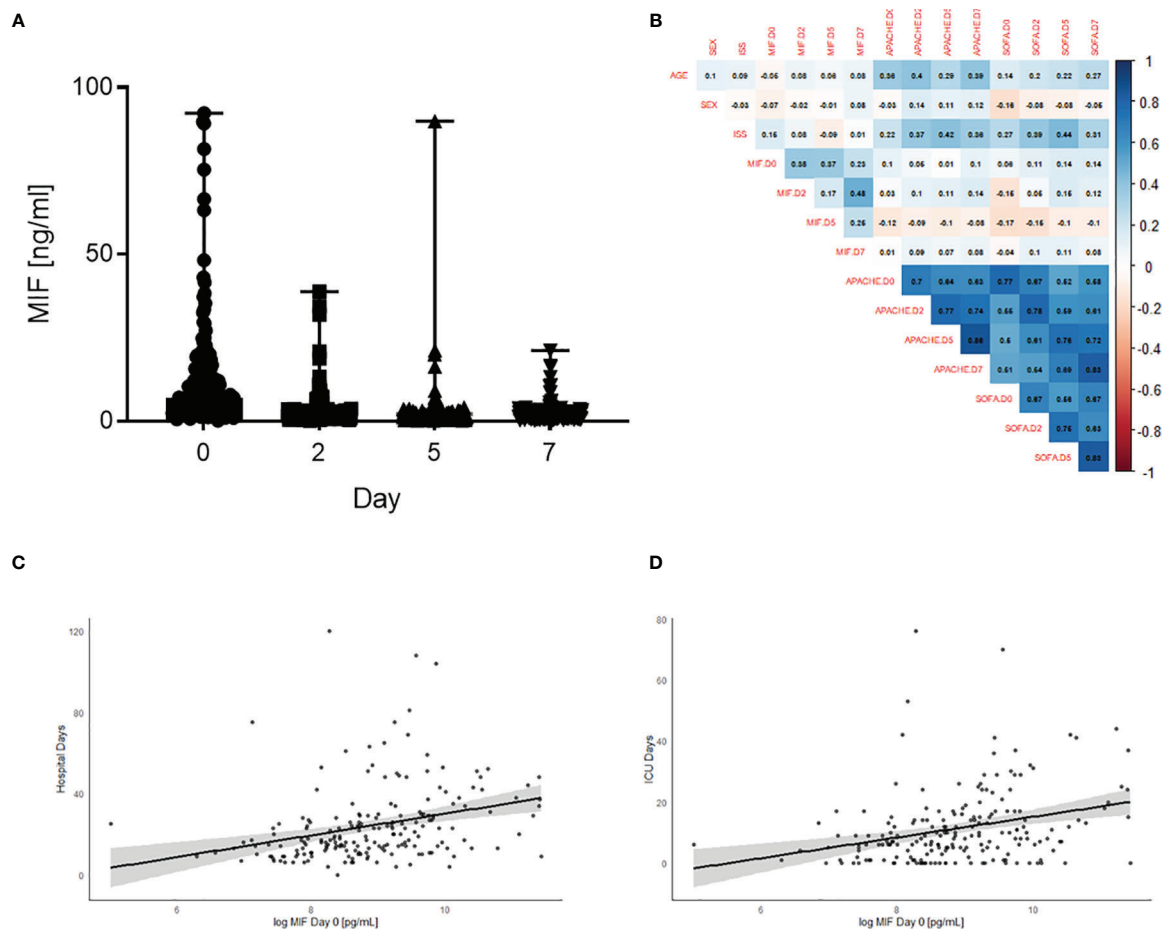 A
MIF [ng/ml]
100
50
0
0 2 5 7
Day
B
SEX ISS MIF.D0 MIF.D2 MIF.D5 MIF.D7 APACHE.D0 APACHE.D2 APACHE.D5 APACHE.D7 SOFA.D0 SOFA.D2 SOFA.D5 SOFA.D7
AGE 0.1 0.09 -0.05 0.08 0.06 0.08 0.36 0.4 0.29 0.39 0.14 0.2 0.22 0.27
SEX -0.03 -0.07 -0.02 -0.01 0.08 -0.03 0.14 0.11 0.12 -0.16 -0.08 -0.08 -0.05
ISS 0.15 0.08 -0.09 0.01 0.22 0.37 0.42 0.36 0.27 0.39 0.44 0.31
MIF.D0 0.38 0.37 0.23 0.1 0.05 0.01 0.1 0.06 0.11 0.14 0.14
MIF.D2 0.17 0.48 0.03 0.1 0.11 0.14 -0.15 0.05 0.15 0.12
MIF.D5 0.25 -0.12 -0.09 -0.1 -0.08 -0.17 -0.15 -0.1 -0.1
MIF.D7 0.01 0.09 0.07 0.08 -0.04 0.1 0.11 0.08
APACHE.D0 0.7 0.64 0.63 0.77 0.67 0.52 0.58
APACHE.D2 0.77 0.74 0.55 0.78 0.59 0.61
APACHE.D5 0.5 0.61 0.76 0.72
APACHE.D7 0.51 0.54 0.69 0.83
SOFA.D0 0.67 0.56 0.67
SOFA.D2 0.75 0.63
SOFA.D5 0.83
1
0.8
0.6
0.4
0.2
0
-0.2
-0.4
-0.6
-0.8
-1
C
Hospital Days
120
80
40
0
6 8 10
log MIF Day 0 [pg/mL]
D
ICU Days
80
60
40
20
0
6 8 10
log MIF Day 0 [pg/mL]